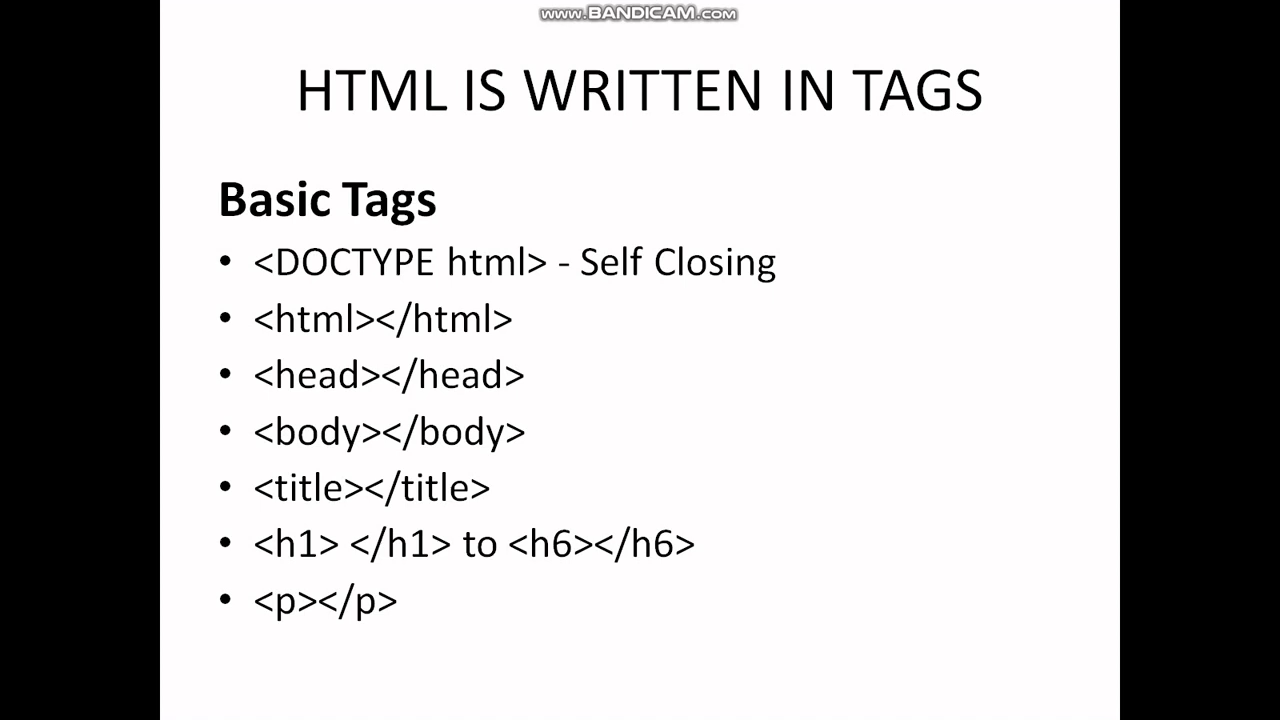 www.BANDICAM.com
HTML IS WRITTEN IN TAGS
Basic Tags
• <DOCTYPE html> - Self Closing
• <html></html>
• <head></head>
• <body></body>
• <title></title>
• <h1> </h1> to <h6></h6>
• <p></p>